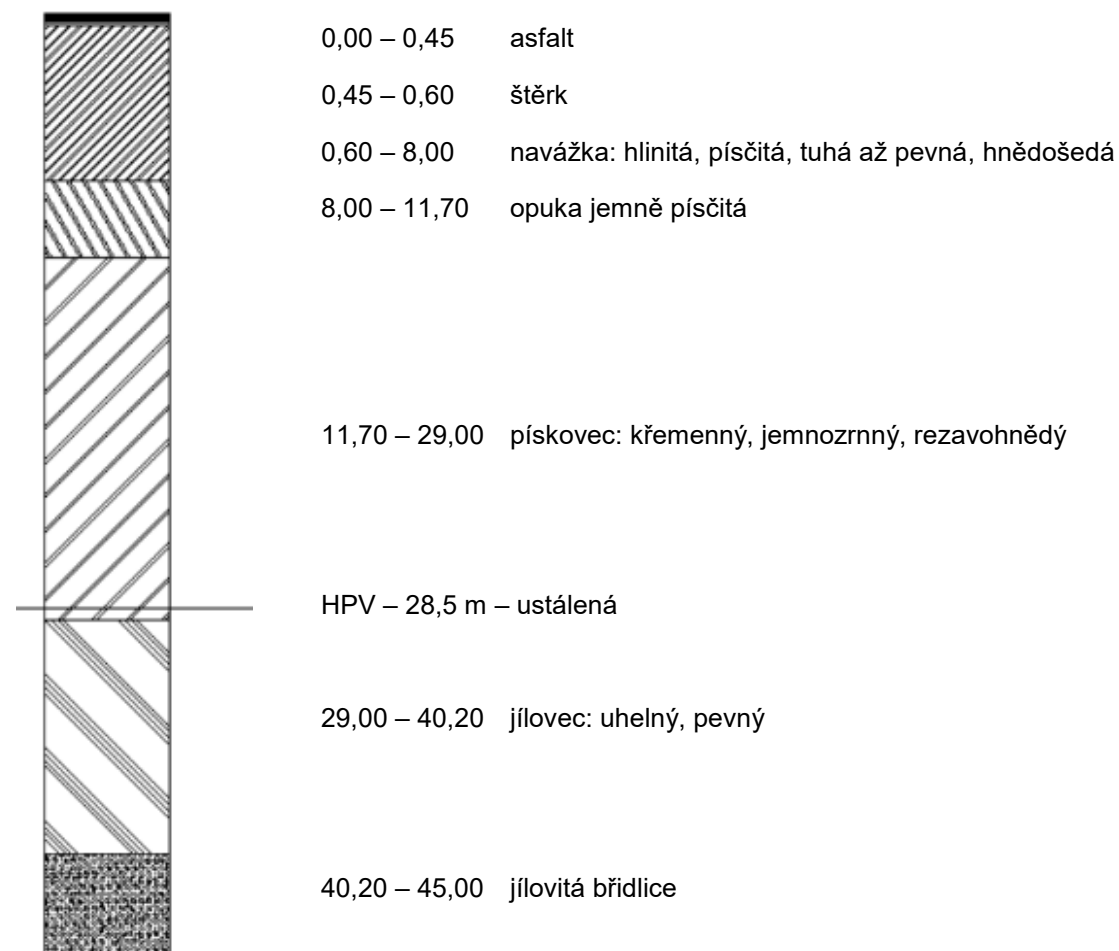 0,00 – 0,45 asfalt
0,45 – 0,60 štěrk
0,60 – 8,00 navážka: hlinitá, písčitá, tuhá až pevná, hnědošedá
8,00 – 11,70 opuka jemně písčitá
11,70 – 29,00 pískovec: křemenný, jemnozrnný, rezavohnědý
HPV – 28,5 m – ustálená
29,00 – 40,20 jílovec: uhelný, pevný
40,20 – 45,00 jílovitá břidlice